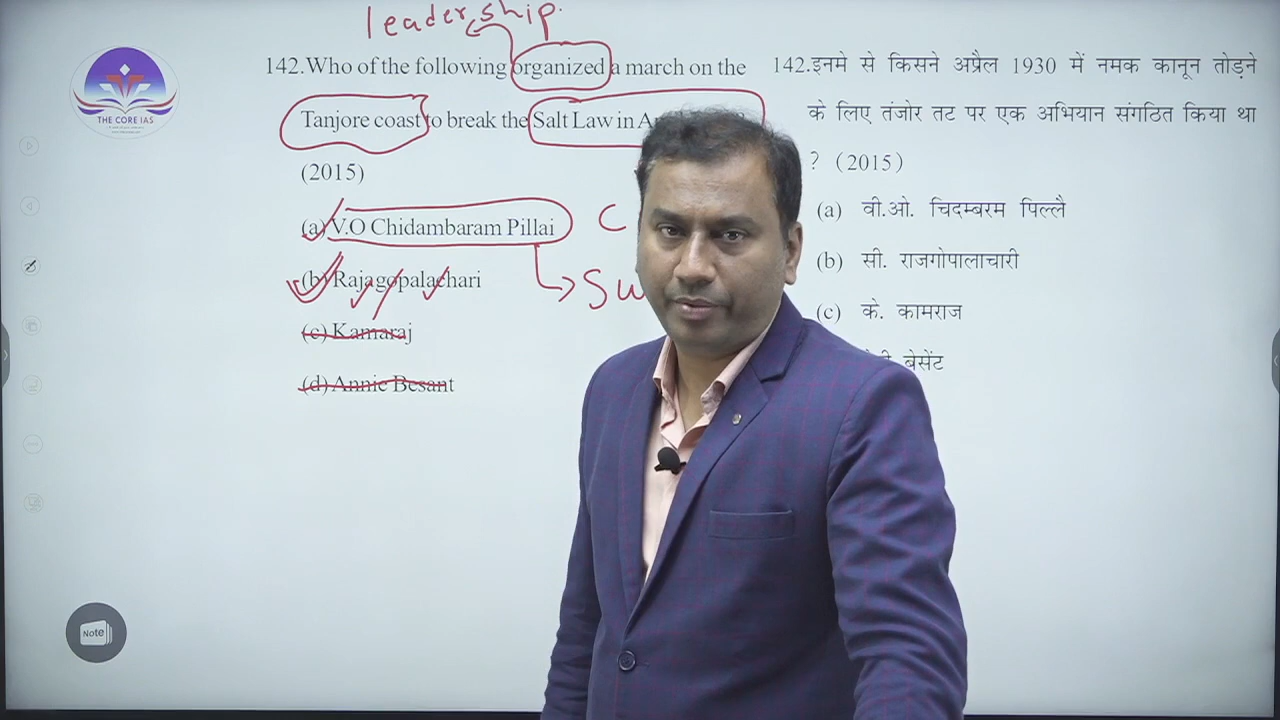 leadership.
142.Who of the following organized a march on the
Tanjore coast to break the Salt Law in
(2015)
(a) V.O Chidambaram Pillai
(b) Rajagopalachari
(c) Kamaraj
(d) Annie Besant
C
Sw
142.इनमे से किसने अप्रैल 1930 में नमक कानून तोड़ने
के लिए तंजोर तट पर एक अभियान संगठित किया था
? (2015)
(a) वी.ओ. चिदम्बरम पिल्लै
(b) सी. राजगोपालाचारी
(c) के. कामराज
बेसेंट
THE CORE IAS
Note